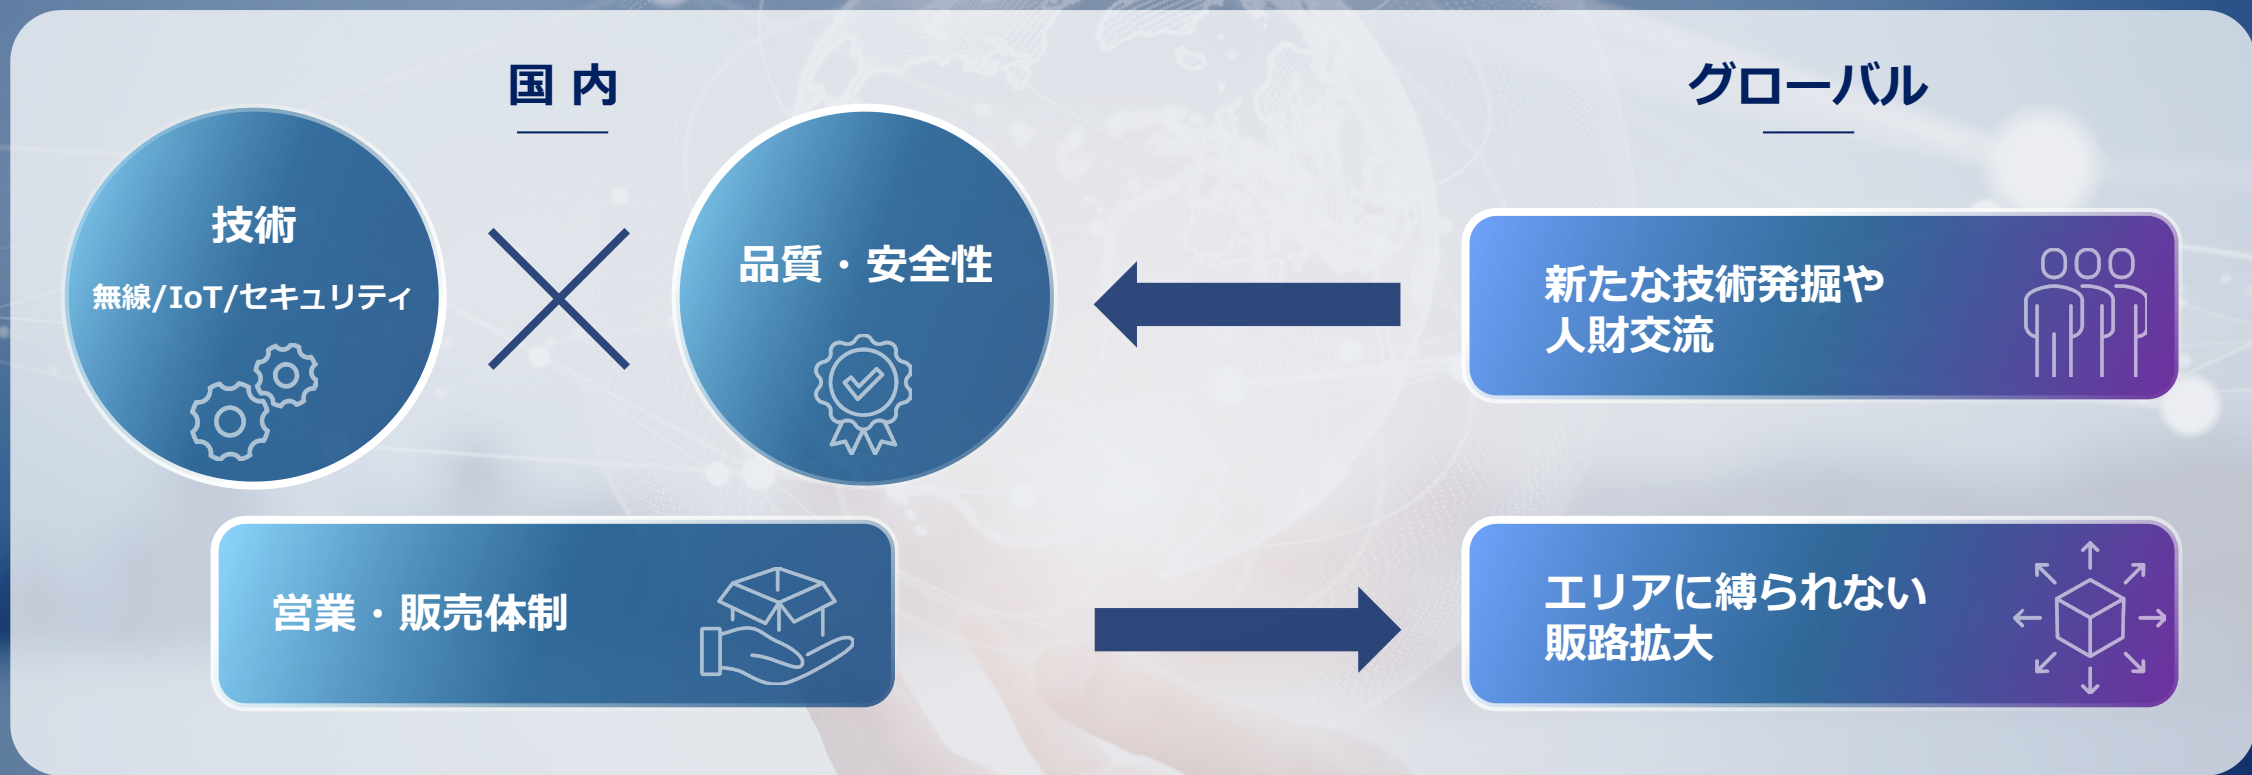 国 内
グローバル
技術
無線/IoT/セキュリティ
品質・安全性
新たな技術発掘や
人財交流
営業・販売体制
エリアに縛られない
販路拡大